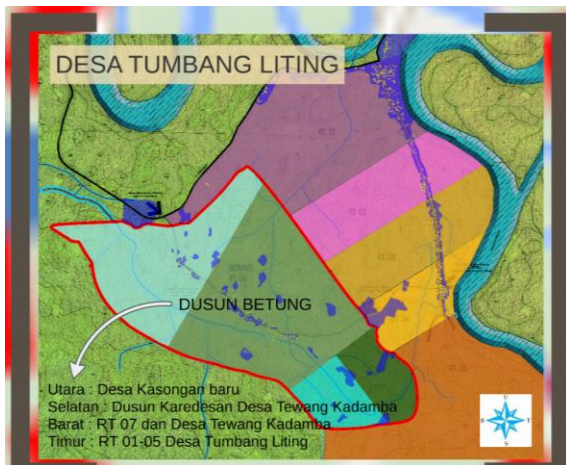 DESA TUMBANG LITING
DUSUN BETUNG
Utara : Desa Kasongan baru
Selatan : Dusun Karedesan Desa Tewang Kadamba
Barat : RT 07 dan Desa Tewang Kadamba
Timur : RT 01-05 Desa Tumbang Liting
U
B
T
S